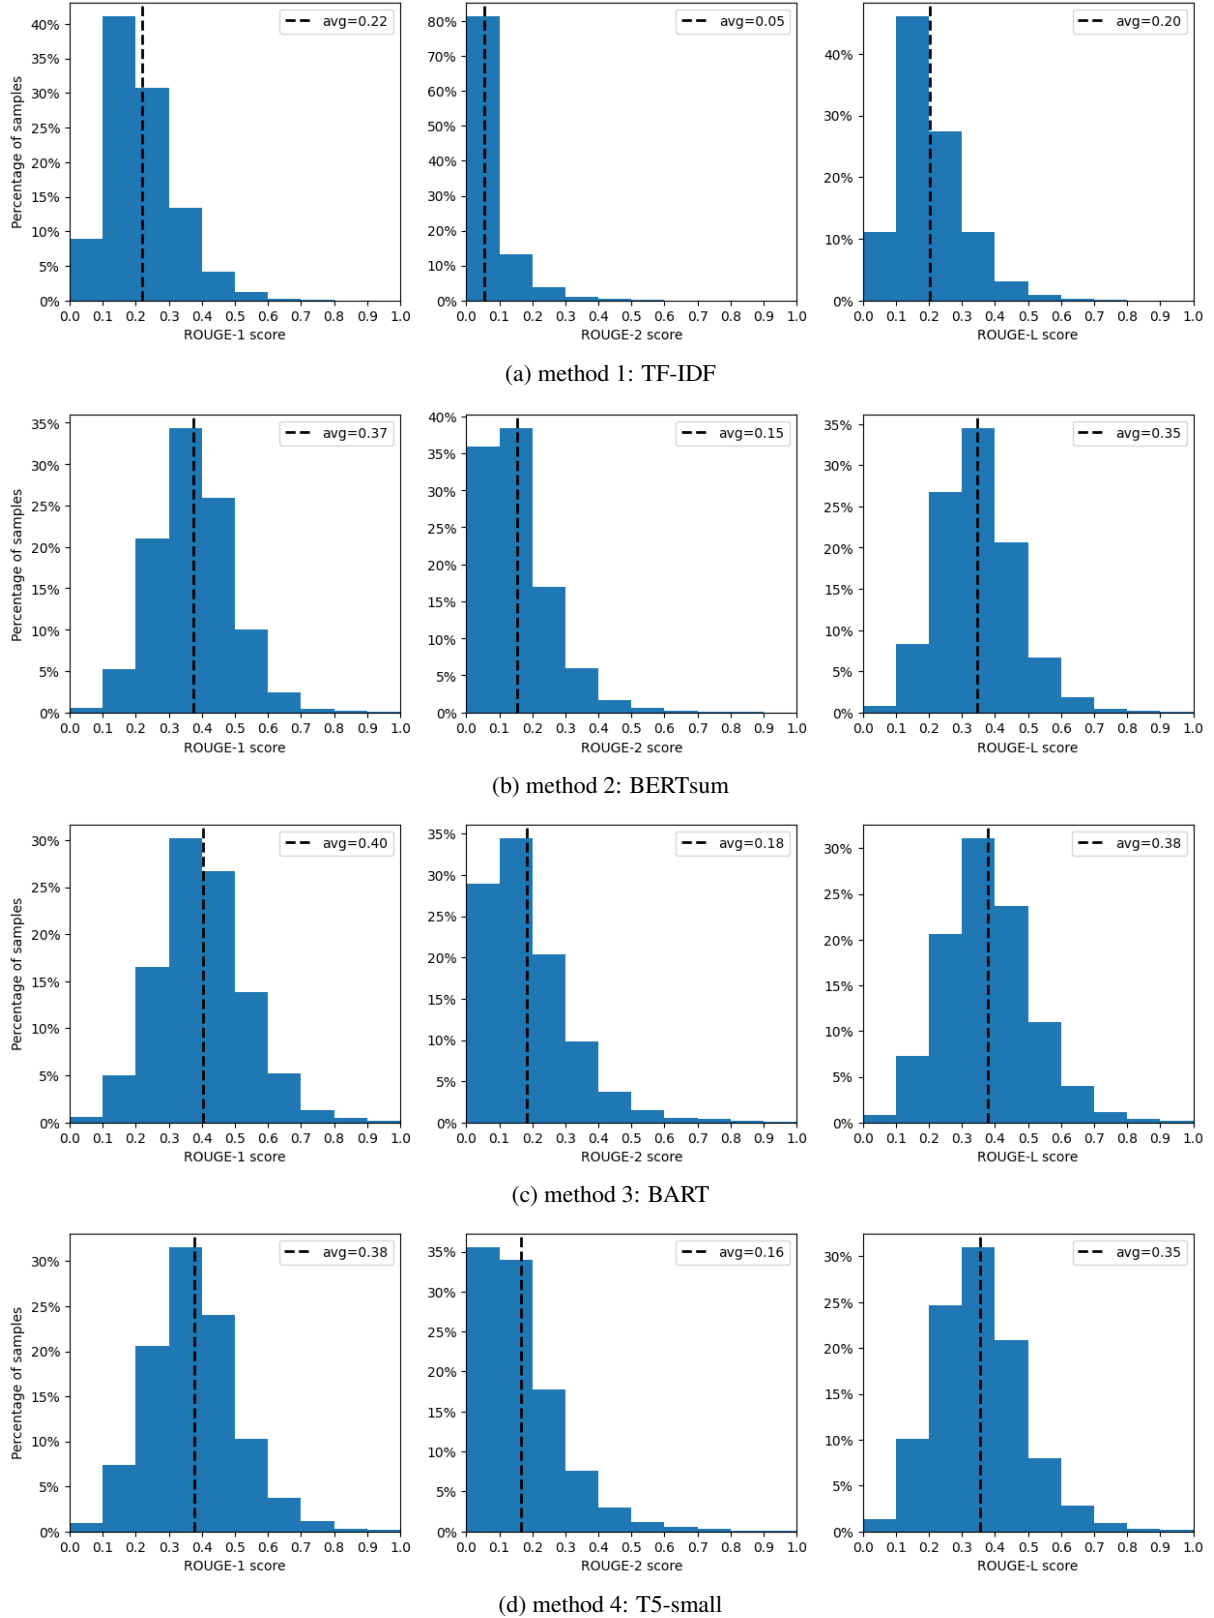 avg=0.22
40%
35%
30%
25%
20%
15%
10%
5%
0%
Percentage of samples
0.0 0.1 0.2 0.3 0.4 0.5 0.6 0.7 0.8 0.9 1.0
ROUGE-1 score
avg=0.05
80%
70%
60%
50%
40%
30%
20%
10%
0%
0.0 0.1 0.2 0.3 0.4 0.5 0.6 0.7 0.8 0.9 1.0
ROUGE-2 score
avg=0.20
40%
30%
20%
10%
0%
0.0 0.1 0.2 0.3 0.4 0.5 0.6 0.7 0.8 0.9 1.0
ROUGE-L score
(a) method 1: TF-IDF
avg=0.37
35%
30%
25%
20%
15%
10%
5%
0%
Percentage of samples
0.0 0.1 0.2 0.3 0.4 0.5 0.6 0.7 0.8 0.9 1.0
ROUGE-1 score
avg=0.15
40%
35%
30%
25%
20%
15%
10%
5%
0%
0.0 0.1 0.2 0.3 0.4 0.5 0.6 0.7 0.8 0.9 1.0
ROUGE-2 score
avg=0.35
35%
30%
25%
20%
15%
10%
5%
0%
0.0 0.1 0.2 0.3 0.4 0.5 0.6 0.7 0.8 0.9 1.0
ROUGE-L score
(b) method 2: BERTsum
avg=0.40
30%
25%
20%
15%
10%
5%
0%
Percentage of samples
0.0 0.1 0.2 0.3 0.4 0.5 0.6 0.7 0.8 0.9 1.0
ROUGE-1 score
avg=0.18
35%
30%
25%
20%
15%
10%
5%
0%
0.0 0.1 0.2 0.3 0.4 0.5 0.6 0.7 0.8 0.9 1.0
ROUGE-2 score
avg=0.38
30%
25%
20%
15%
10%
5%
0%
0.0 0.1 0.2 0.3 0.4 0.5 0.6 0.7 0.8 0.9 1.0
ROUGE-L score
(c) method 3: BART
avg=0.38
30%
25%
20%
15%
10%
5%
0%
Percentage of samples
0.0 0.1 0.2 0.3 0.4 0.5 0.6 0.7 0.8 0.9 1.0
ROUGE-1 score
avg=0.16
35%
30%
25%
20%
15%
10%
5%
0%
0.0 0.1 0.2 0.3 0.4 0.5 0.6 0.7 0.8 0.9 1.0
ROUGE-2 score
avg=0.35
30%
25%
20%
15%
10%
5%
0%
0.0 0.1 0.2 0.3 0.4 0.5 0.6 0.7 0.8 0.9 1.0
ROUGE-L score
(d) method 4: T5-small